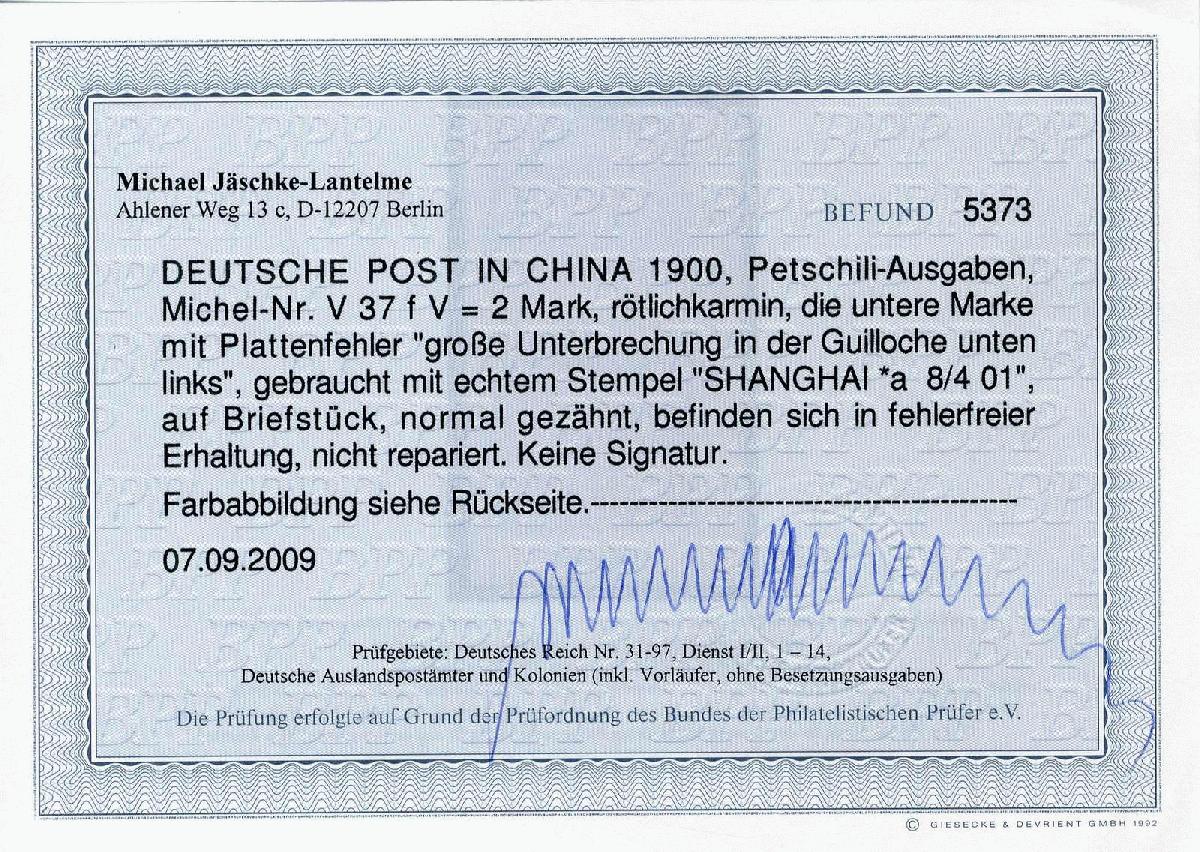 Michael Jäschke-Lantelme
Ahlener Weg 13 c, D-12207 Berlin
BEFUND 5373
DEUTSCHE POST IN CHINA 1900, Petschili-Ausgaben,
Michel-Nr. V 37 f V = 2 Mark, rötlichkarmin, die untere Marke
mit Plattenfehler "große Unterbrechung in der Guilloche unten
links", gebraucht mit echtem Stempel "SHANGHAI *a 8/4 01",
auf Briefstück, normal gezähnt, befinden sich in fehlerfreier
Erhaltung, nicht repariert. Keine Signatur.
Farbabbildung siehe Rückseite.--------------------------------------------
07.09.2009
Prüfgebiete: Deutsches Reich Nr. 31-97, Dienst I/II, 1 – 14,
Deutsche Auslandspostämter und Kolonien (inkl. Vorläufer, ohne Besetzungsausgaben)
Die Prüfung erfolgte auf Grund der Prüfordnung des Bundes der Philatelistischen Prüfer e.V.
© GIESECKE & DEVRIENT GMBH 1992